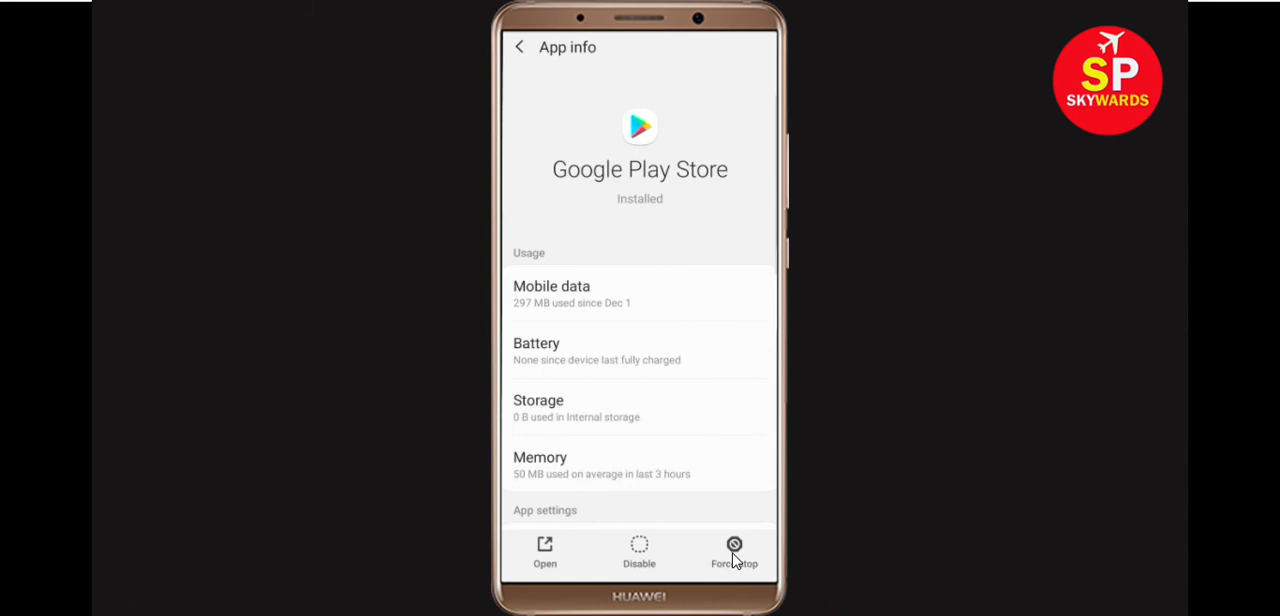 App info
SP
SKYWARDS
Google Play Store
Installed
Usage
Mobile data
297 MB used since Dec 1
Battery
None since device last fully charged
Storage
0 B used in Internal storage
Memory
50 MB used on average in last 3 hours
App settings
Open
Disable
Force stop
HUAWEI